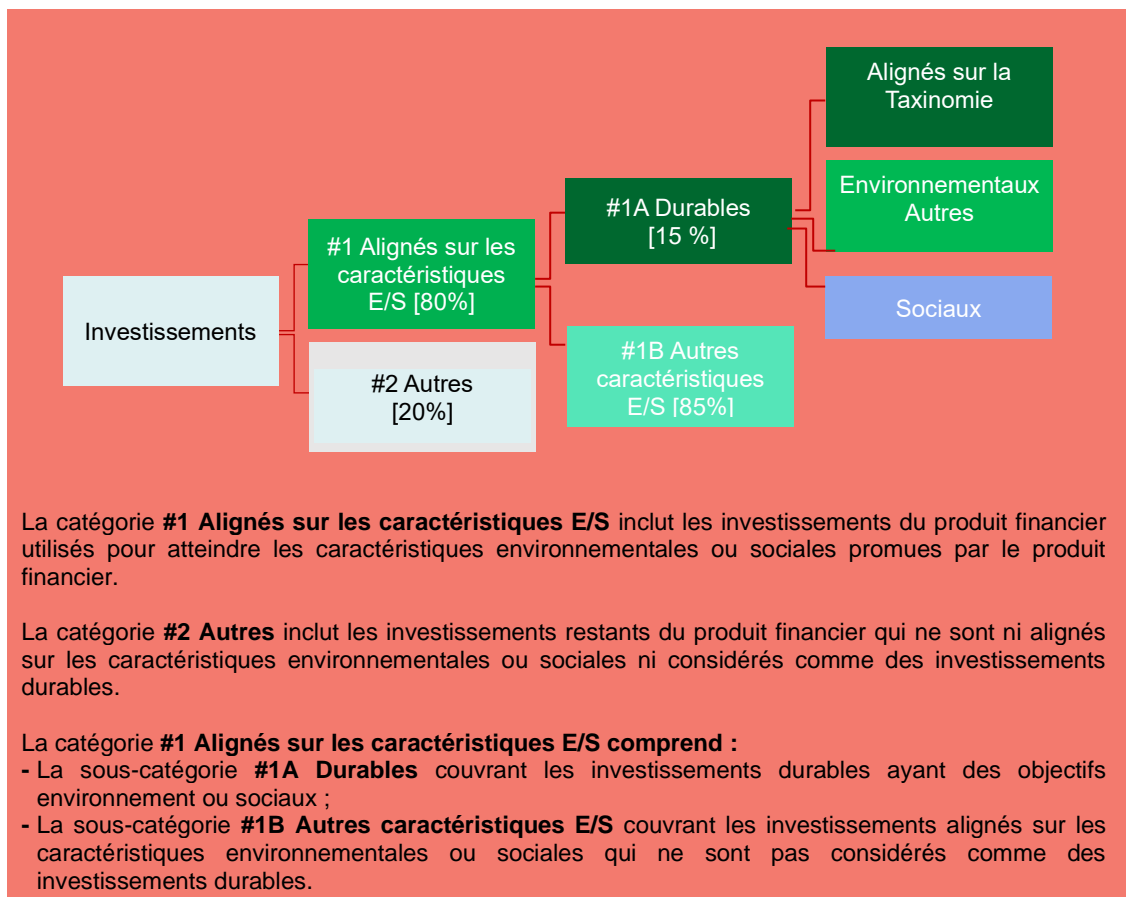 Alignés sur la
Taxinomie
Environnementaux
Autres
#1A Durables
[15 %]
#1 Alignés sur les
caractéristiques
E/S [80%]
Sociaux
Investissements
#1B Autres
caractéristiques
E/S [85%]
#2 Autres
[20%]
La catégorie #1 Alignés sur les caractéristiques E/S inclut les investissements du produit financier
utilisés pour atteindre les caractéristiques environnementales ou sociales promues par le produit
financier.
La catégorie #2 Autres inclut les investissements restants du produit financier qui ne sont ni alignés
sur les caractéristiques environnementales ou sociales ni considérés comme des investissements
durables.
La catégorie #1 Alignés sur les caractéristiques E/S comprend :
- La sous-catégorie #1A Durables couvrant les investissements durables ayant des objectifs
environnement ou sociaux ;
- La sous-catégorie #1B Autres caractéristiques E/S couvrant les investissements alignés sur les
caractéristiques environnementales ou sociales qui ne sont pas considérés comme des
investissements durables.